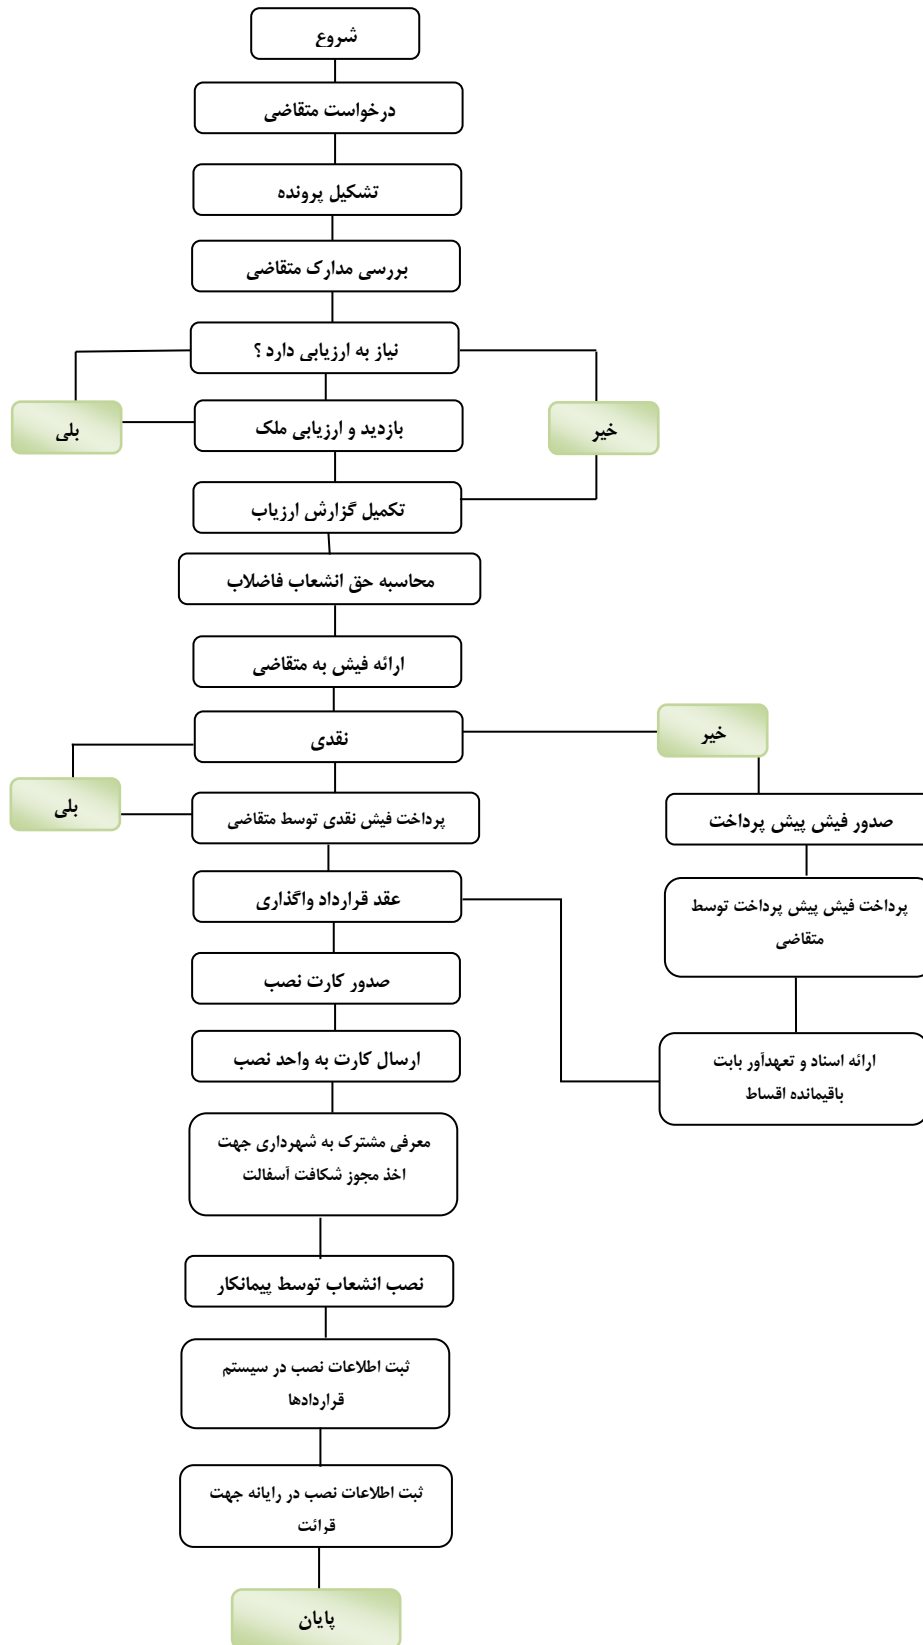 شروع
درخواست متقاضی
تشکیل پرونده
بررسی مدارک متقاضی
نیاز به ارزیابی دارد ؟
بلی
بازدید و ارزیابی ملک
خیر
تکمیل گزارش ارزیاب
محاسبه حق انشعاب فاضلاب
ارائه فیش به متقاضی
نقدی
خیر
بلی
پرداخت فیش نقدی توسط متقاضی
صدور فیش پیش پرداخت
عقد قرارداد واگذاری
پرداخت فیش پیش پرداخت توسط
متقاضی
صدور کارت نصب
ارسال کارت به واحد نصب
ارائه اسناد و تعهدآور بابت
باقیمانده اقساط
معرفی مشترک به شهرداری جهت
اخذ مجوز شکافت آسفالت
نصب انشعاب توسط پیمانکار
ثبت اطلاعات نصب در سیستم
قراردادها
ثبت اطلاعات نصب در رایانه جهت
قرائت
پایان